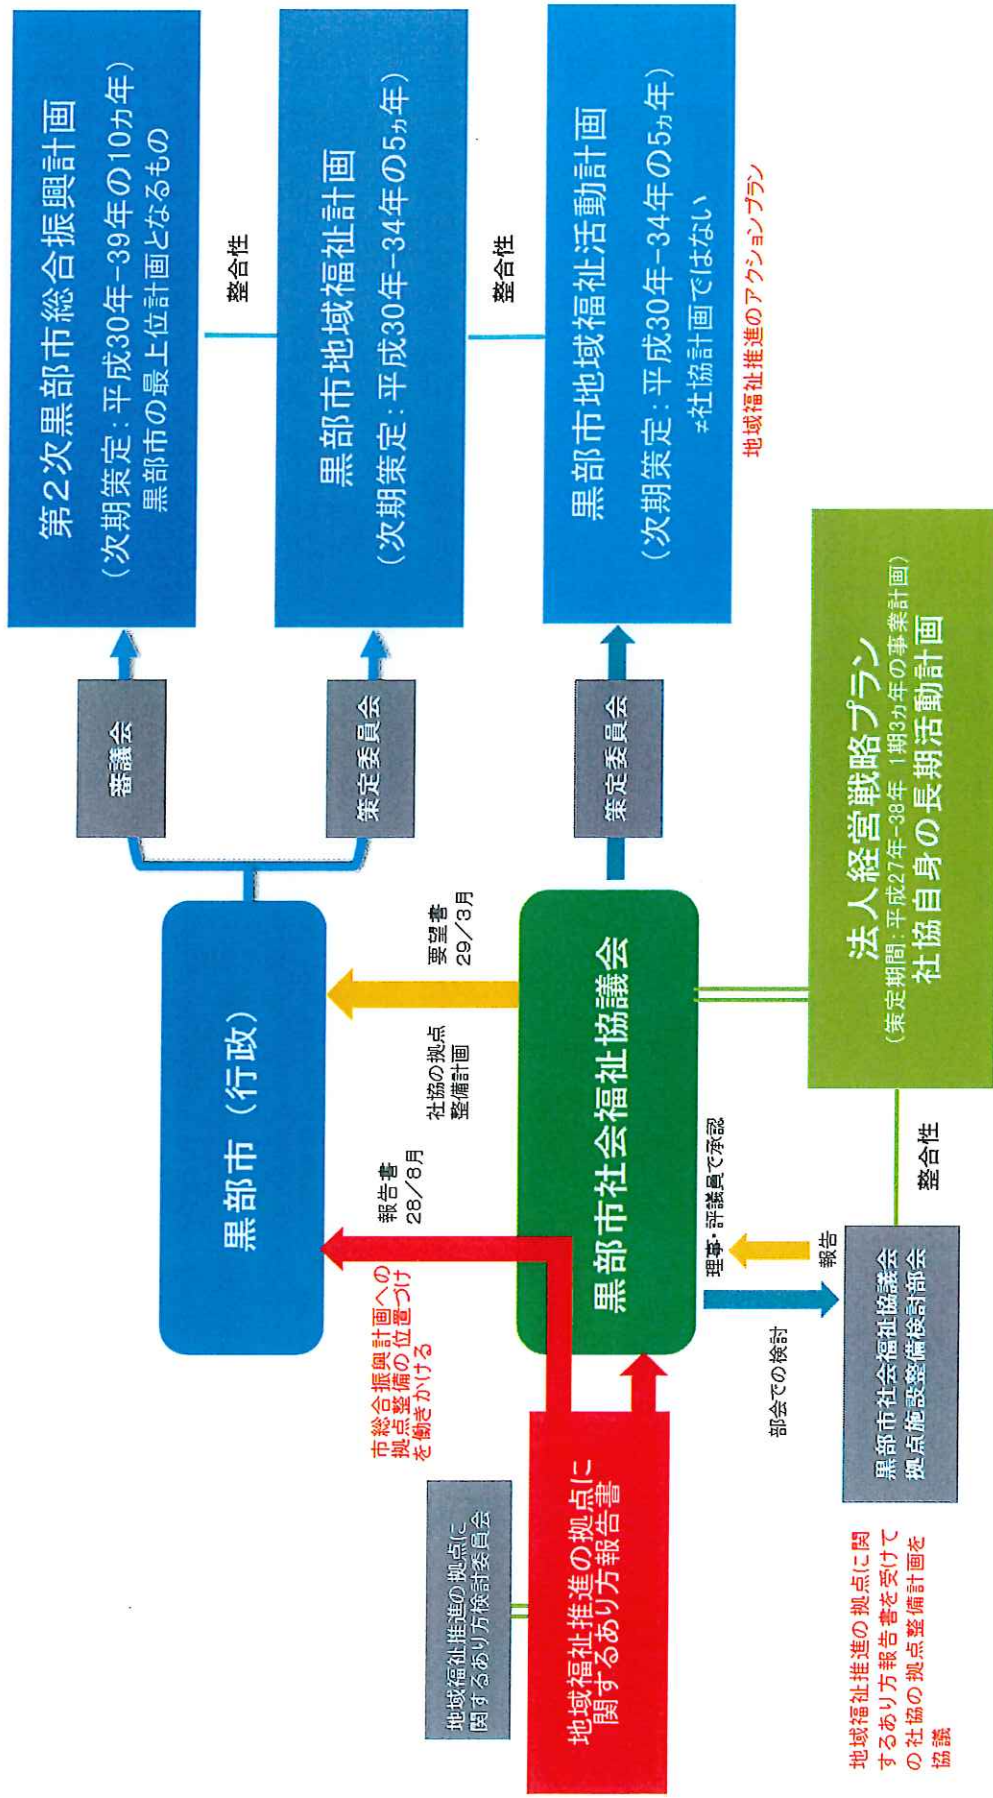 地域福祉推進の拠点に
関するあり方検討委員会
地域福祉推進の拠点に
関するあり方報告書
市総合振興計画への
拠点整備の位置づけ
を働きかける
報告書
28/8月
黒部市（行政）
社協の拠点
整備計画
要望書
29/3月
黒部市社会福祉協議会
部会での検討
理事・評議員で承認
報告
黒部市社会福祉協議会
拠点施設整備検討部会
地域福祉推進の拠点に関
するあり方報告書を受けて
の社協の拠点整備計画を
協議
整合性
法人経営戦略プラン
（策定期間：平成27年-38年 1期3ヵ年の事業計画）
社協自身の長期活動計画
審議会
策定委員会
策定委員会
第2次黒部市総合振興計画
（次期策定：平成30年-39年の10ヵ年）
黒部市の最上位計画となるもの
整合性
黒部市地域福祉計画
（次期策定：平成30年-34年の5ヵ年）
整合性
黒部市地域福祉活動計画
（次期策定：平成30年-34年の5ヵ年）
≠社協計画ではない
地域福祉推進のアクションプラン